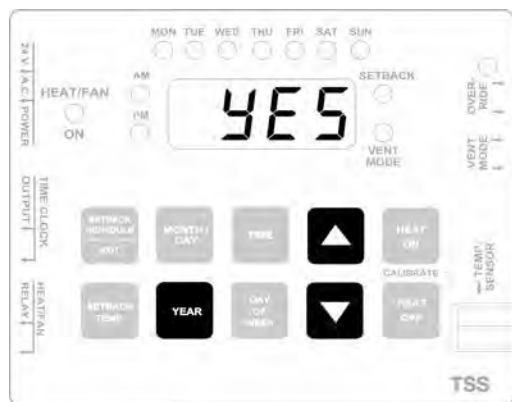 MON TUE WED THU FRI SAT SUN
24 V A.C. POWER
AM
HEAT/FAN
ON
PM
YES
SETBACK
VENT
MODE
OVER-
RIDE
VENT
MODE
TIME CLOCK
OUTPUT
SETBACK
SCHEDULE
EXIT
MONTH /
DAY
TIME
HEAT
ON
CALIBRATE
TEMP.
SENSOR
HEAT/FAN
RELAY
SETBACK
TEMP
YEAR
DAY
OF
WEEK
HEAT
OFF
TSS